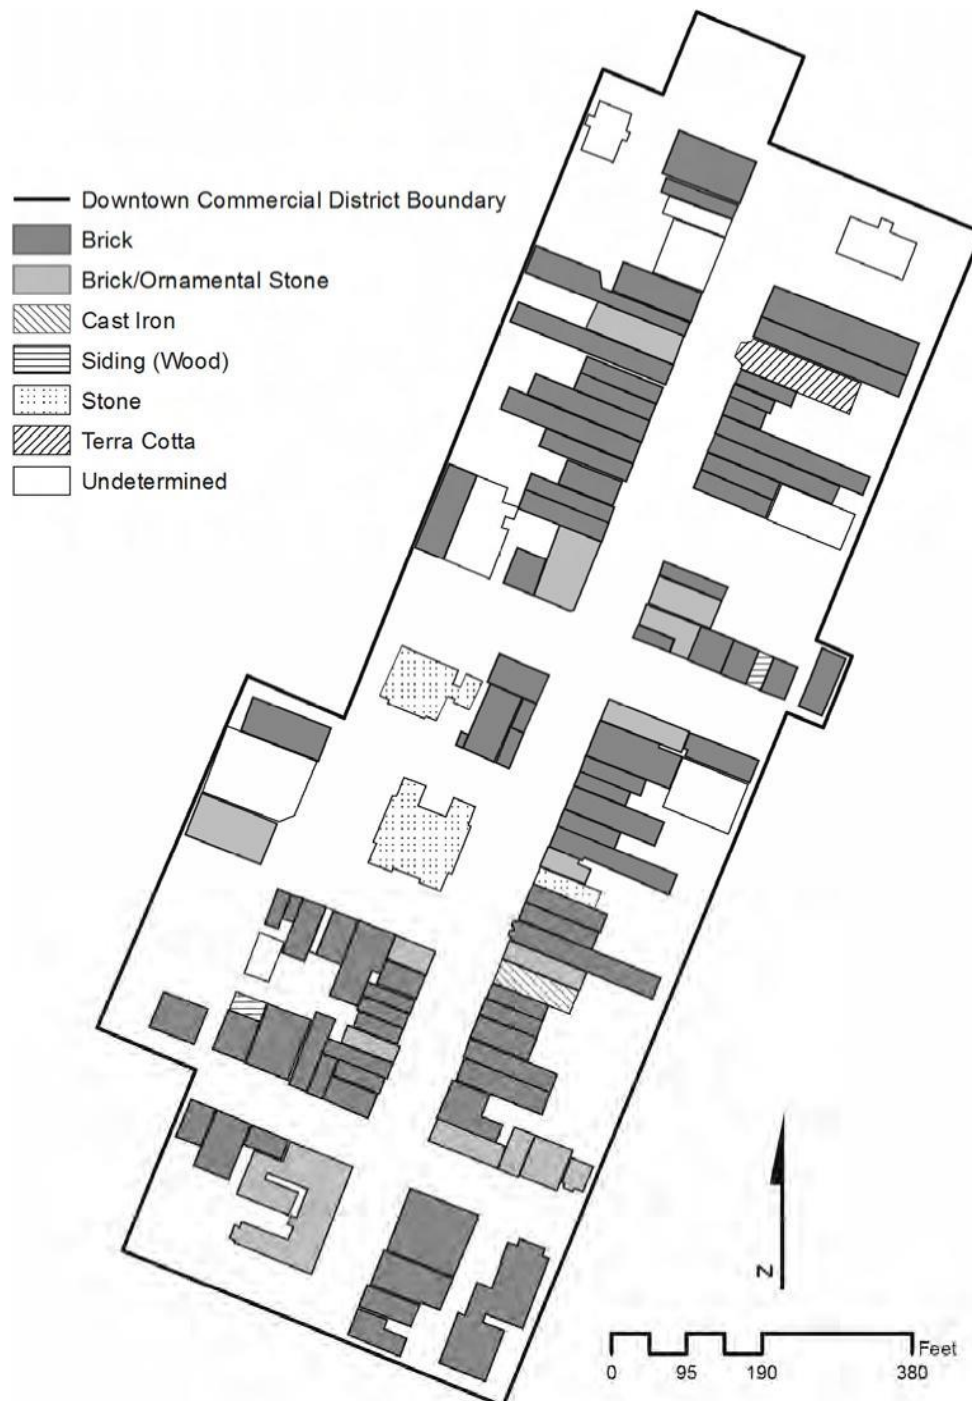 Downtown Commercial District Boundary
Brick
Brick/Ornamental Stone
Cast Iron
Siding (Wood)
Stone
Terra Cotta
Undetermined
N
Feet
0 95 190 380